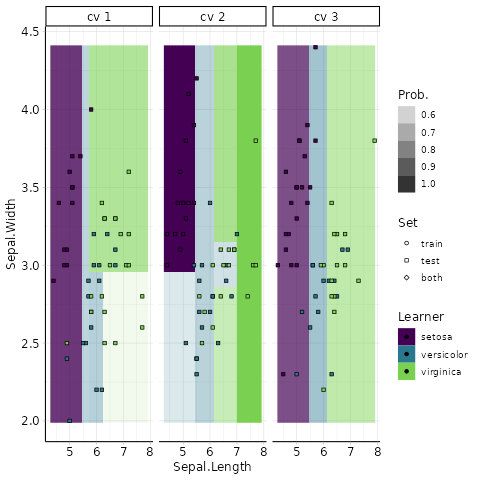 cv 1 cv 2 cv 3
4.5
4.0
3.5
3.0
2.5
2.0
Sepal.Width
5 6 7 8 5 6 7 8 5 6 7 8
Sepal.Length
Prob.
0.6
0.7
0.8
0.9
1.0
Set
train
test
both
Learner
setosa
versicolor
virginica